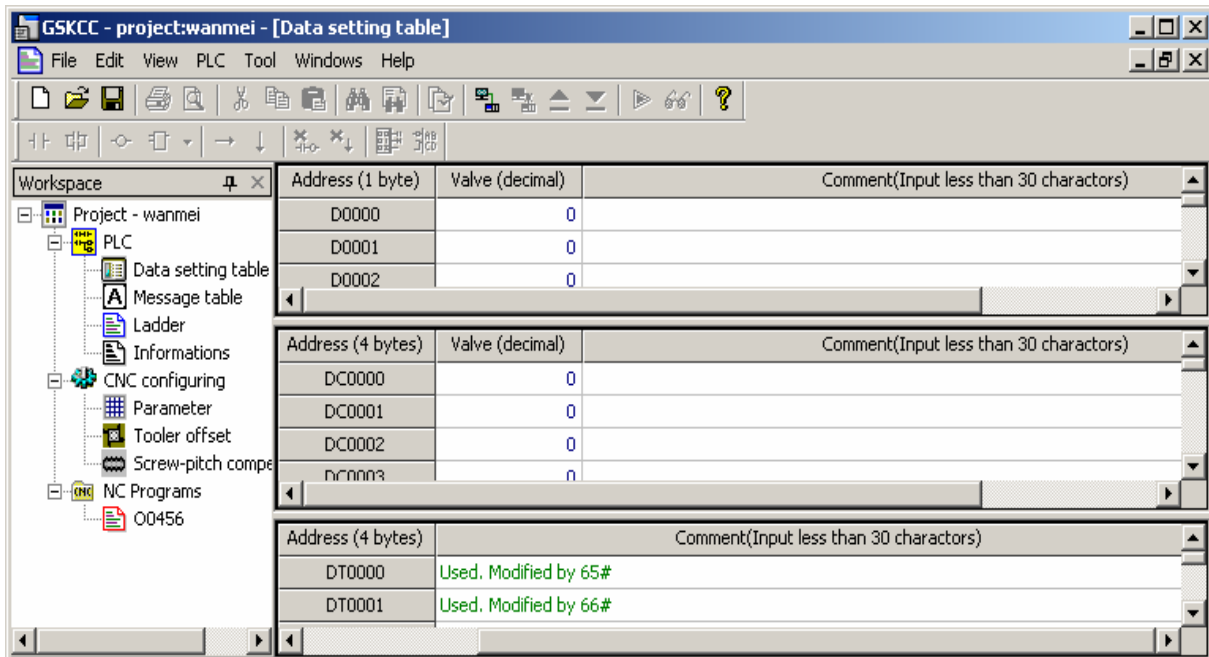 GSKCC - project:wanmei - [Data setting table]
File Edit View PLC Tool Windows Help
Workspace
Project - wanmei
PLC
Data setting table
Message table
Ladder
Informations
CNC configuring
Parameter
Tooler offset
Screw-pitch compe
CNC NC Programs
O0456
Address (1 byte) Valve (decimal) Comment(Input less than 30 charactors)
D0000 0
D0001 0
D0002 0
Address (4 bytes) Valve (decimal) Comment(Input less than 30 charactors)
DC0000 0
DC0001 0
DC0002 0
DC0003 0
Address (4 bytes) Comment(Input less than 30 charactors)
DT0000 Used. Modified by 65#
DT0001 Used. Modified by 66#